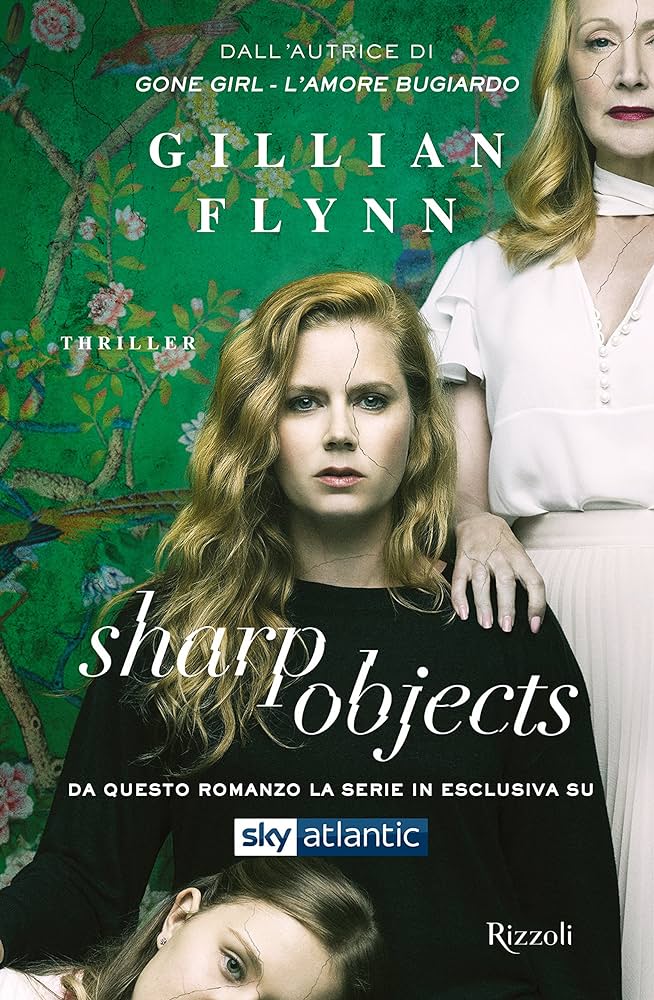 DALL'AUTRICE DI
GONE GIRL - L'AMORE BUGIARDO
GILLIAN
FLYNN
THRILLER
sharp
objects
DA QUESTO ROMANZO LA SERIE IN ESCLUSIVA SU
sky atlantic
Rizzoli